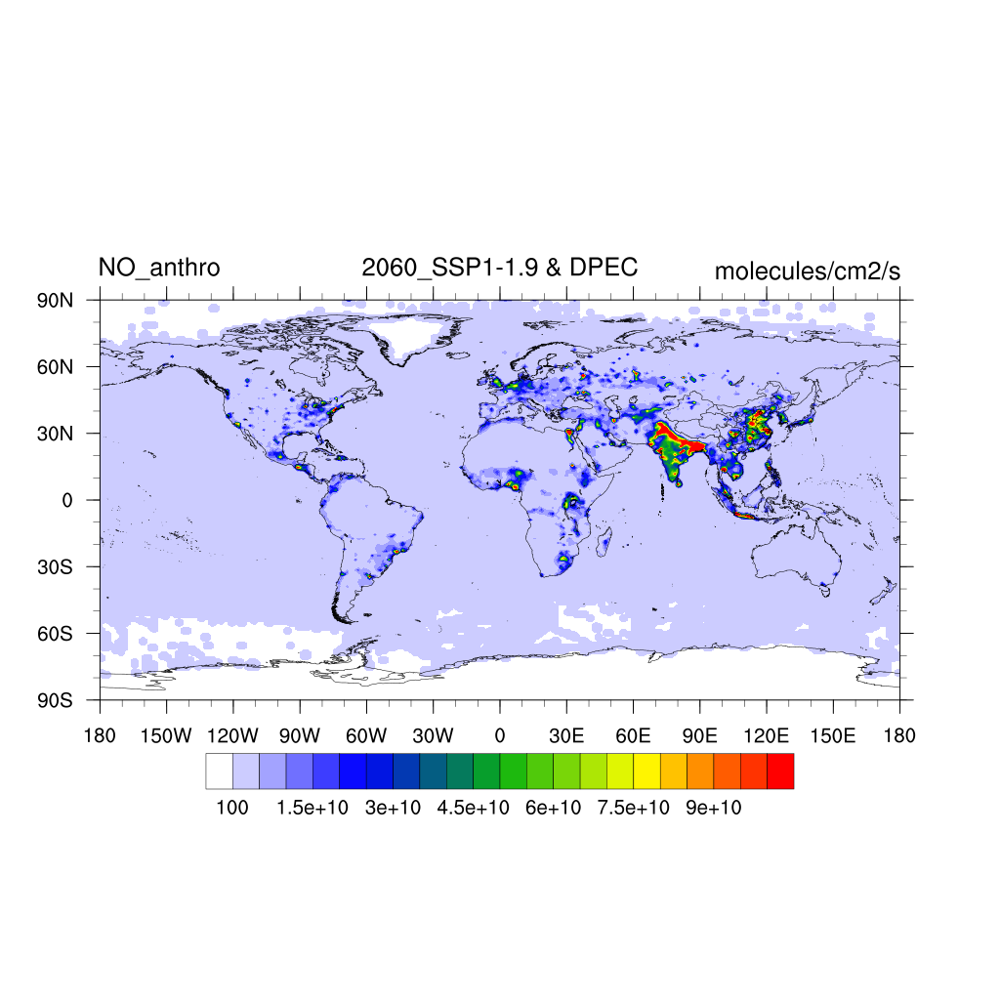 NO_anthro 2060_SSP1-1.9 & DPEC molecules/cm2/s
90N
60N
30N
0
30S
60S
90S
180 150W 120W 90W 60W 30W 0 30E 60E 90E 120E 150E 180
100 1.5e+10 3e+10 4.5e+10 6e+10 7.5e+10 9e+10